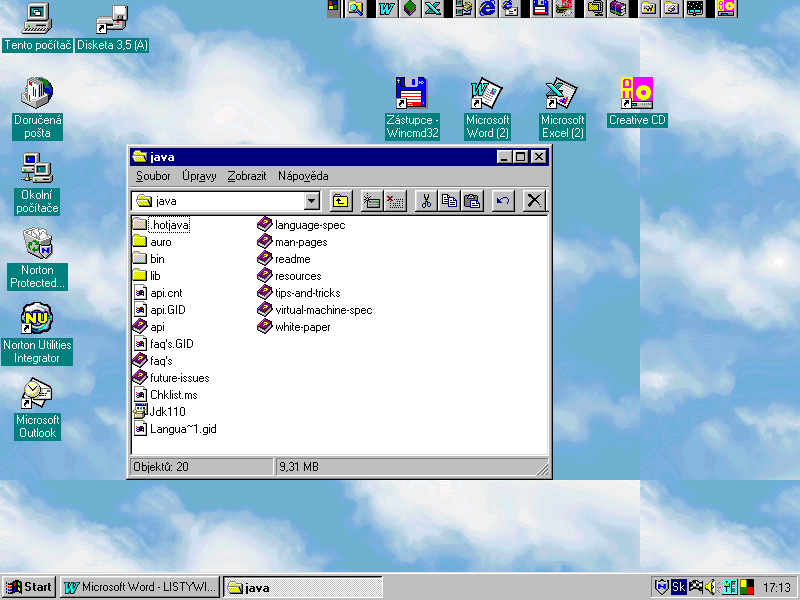 Tento počítač
Disketa 3,5 (A)
Doručená
pošta
Okolní
počítače
Norton
Protected...
Norton Utilities
Integrator
Microsoft
Outlook
Zástupce -
Wincmd32
Microsoft
Word (2)
Microsoft
Excel (2)
Creative CD
java
Soubor Úpravy Zobrazit Nápověda
java
.hotjava
auro
bin
lib
api.cnt
api.GID
api
faq's.GID
faq's
future-issues
Chklist.ms
Jdk110
Langua~1.gid
language-spec
man-pages
readme
resources
tips-and-tricks
virtual-machine-spec
white-paper
Objektů: 20
9,31 MB
Start
Microsoft Word - LISTYWI...
java
Sk
17:13